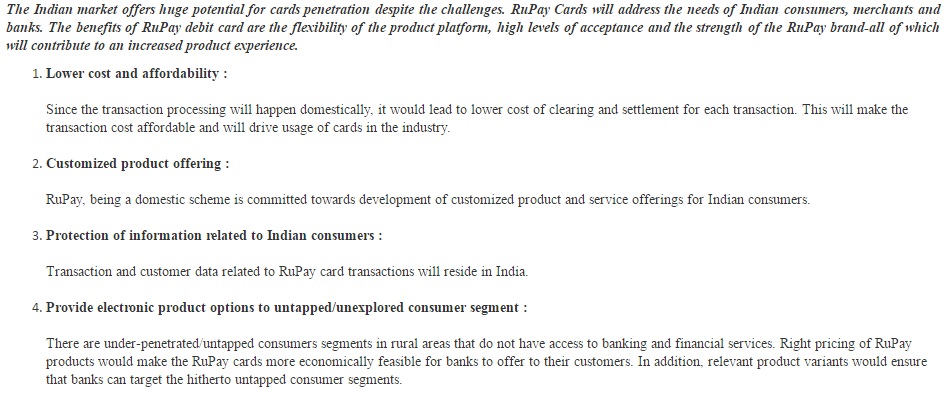 The Indian market offers huge potential for cards penetration despite the challenges. RuPay Cards will address the needs of Indian consumers, merchants and
banks. The benefits of RuPay debit card are the flexibility of the product platform, high levels of acceptance and the strength of the RuPay brand-all of which
will contribute to an increased product experience.
1. Lower cost and affordability :
Since the transaction processing will happen domestically, it would lead to lower cost of clearing and settlement for each transaction. This will make the
transaction cost affordable and will drive usage of cards in the industry.
2. Customized product offering :
RuPay, being a domestic scheme is committed towards development of customized product and service offerings for Indian consumers.
3. Protection of information related to Indian consumers :
Transaction and customer data related to RuPay card transactions will reside in India.
4. Provide electronic product options to untapped/unexplored consumer segment :
There are under-penetrated/untapped consumers segments in rural areas that do not have access to banking and financial services. Right pricing of RuPay
products would make the RuPay cards more economically feasible for banks to offer to their customers. In addition, relevant product variants would ensure
that banks can target the hitherto untapped consumer segments.